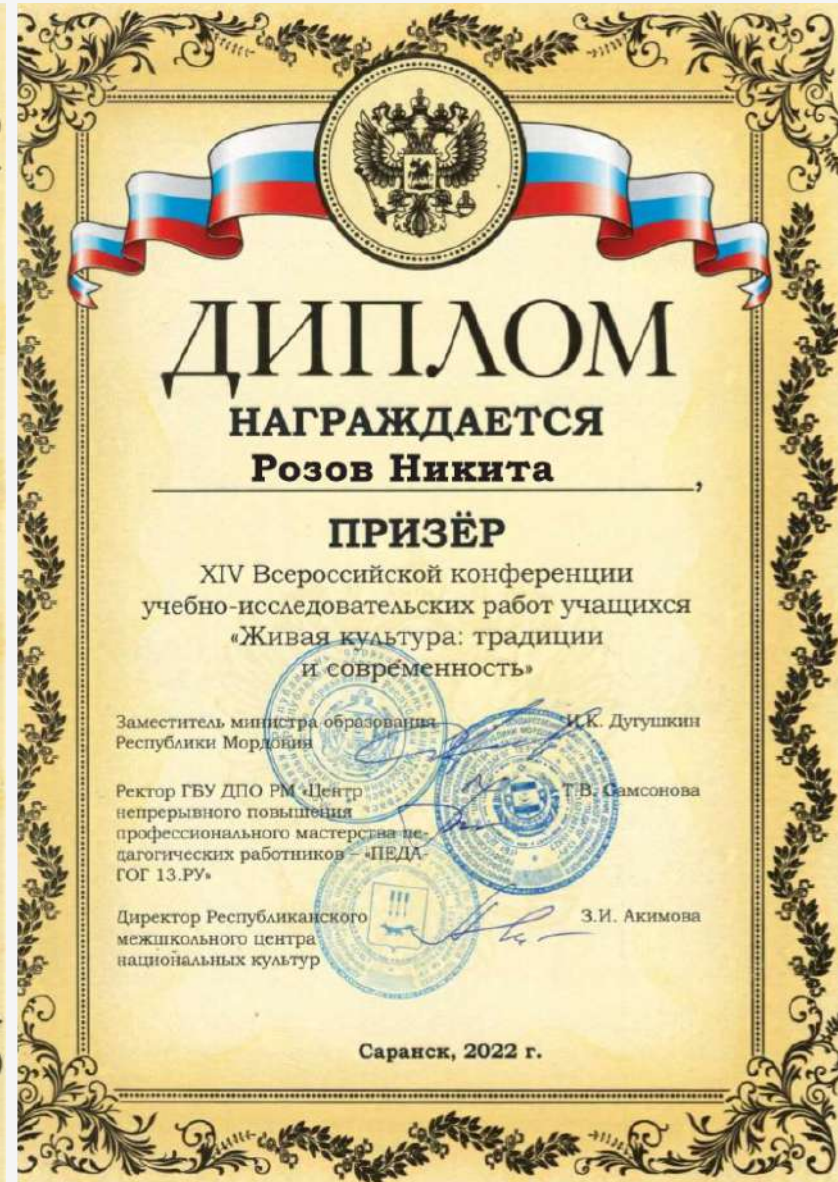 ДИПЛОМ
НАГРАЖДАЕТСЯ
Розов Никита,
ПРИЗЁР
XIV Всероссийской конференции
учебно-исследовательских работ учащихся
«Живая культура: традиции
и современность»
Заместитель министра образования
Республики Мордовия
И.К. Дугушкин
Ректор ГБУ ДПО РМ «Центр
непрерывного повышения
профессионального мастерства пе-
дагогических работников – «ПЕДА-
ГОГ 13.РУ»
Т.В. Самсонова
Директор Республиканского
межшкольного центра
национальных культур
З.И. Акимова
Саранск, 2022 г.